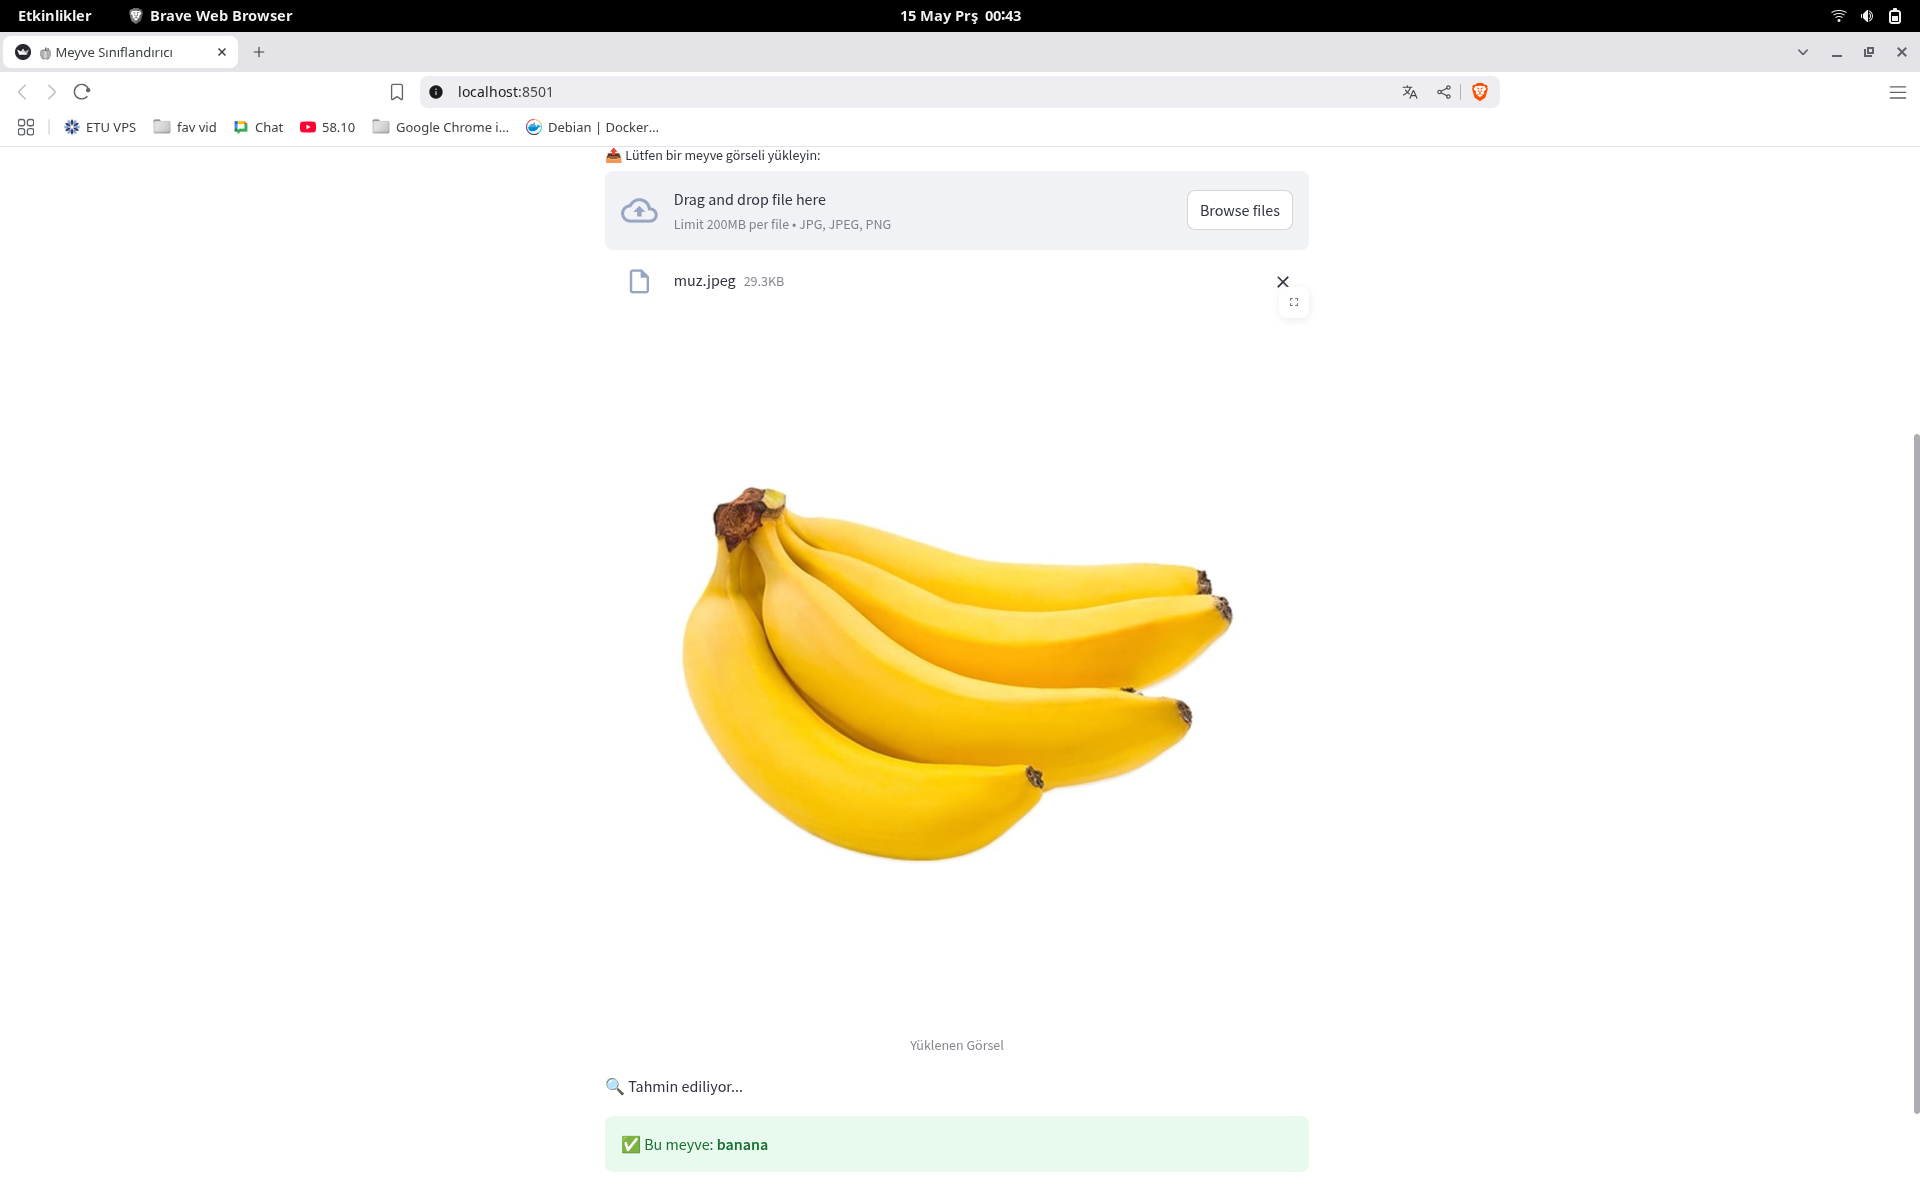 Etkinlikler Brave Web Browser 15 May Prş 00:43
Meyve Sınıflandırıcı
localhost:8501
ETU VPS fav vid Chat 58.10 Google Chrome i... Debian | Docker...
📤 Lütfen bir meyve görseli yükleyin:
Drag and drop file here
Limit 200MB per file • JPG, JPEG, PNG
Browse files
muz.jpeg 29.3KB
Yüklenen Görsel
🔍 Tahmin ediliyor...
✅ Bu meyve: banana